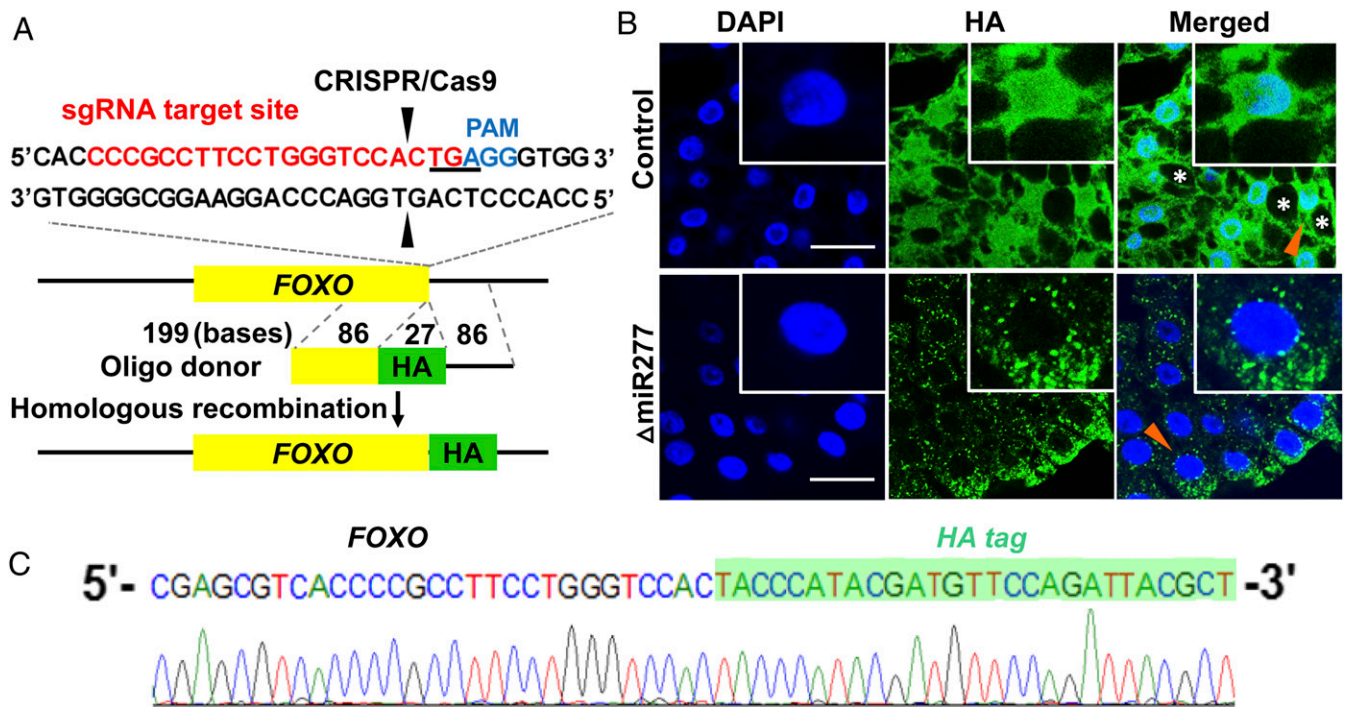 A
CRISPR/Cas9
sgRNA target site
PAM
5’CACCCCGCCTTCCTGGGTCCACTGAGGGTGG 3’
3’GTGGGGCGGAAGGACCCAGGTGACTCCCACC 5’
FOXO
199 (bases) 86 27 86
Oligo donor HA
Homologous recombination
FOXO HA
B
DAPI HA Merged
Control
* * *
ΔmiR277
C
FOXO HA tag
5'- CGAGCGTCACCCCGCCTTCCTGGGTCCACTACCCATACGATGTTCCAGATTACGCT -3'